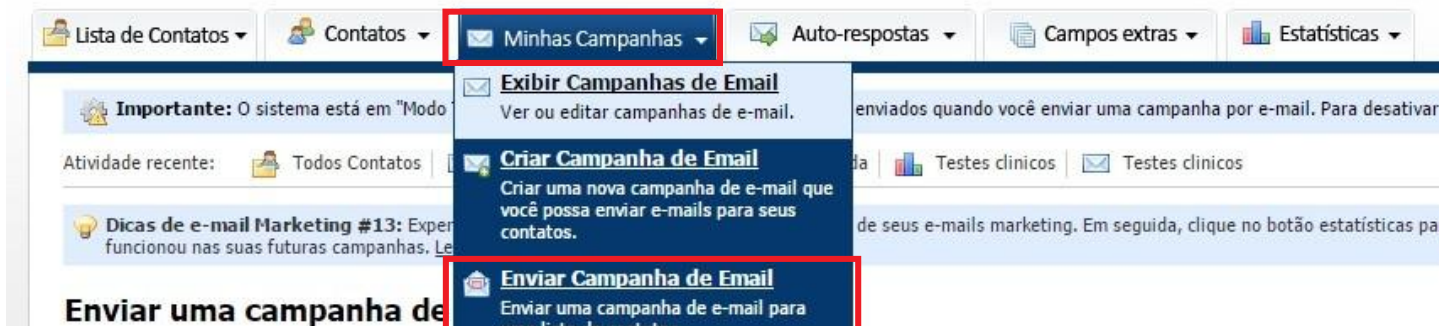 Lista de Contatos
Contatos
Minhas Campanhas
Auto-respostas
Campos extras
Estatísticas
Importante: O sistema está em "Modo
enviados quando você enviar uma campanha por e-mail. Para desativar
Exibir Campanhas de Email
Ver ou editar campanhas de e-mail.
Atividade recente:
Todos Contatos
Testes clinicos
Testes clinicos
Criar Campanha de Email
Criar uma nova campanha de e-mail que
você possa enviar e-mails para seus
contatos.
Dicas de e-mail Marketing #13:
de seus e-mails marketing. Em seguida, clique no botão estatísticas
funcionou nas suas futuras campanhas.
Enviar Campanha de Email
Enviar uma campanha de e-mail para
Enviar uma campanha de